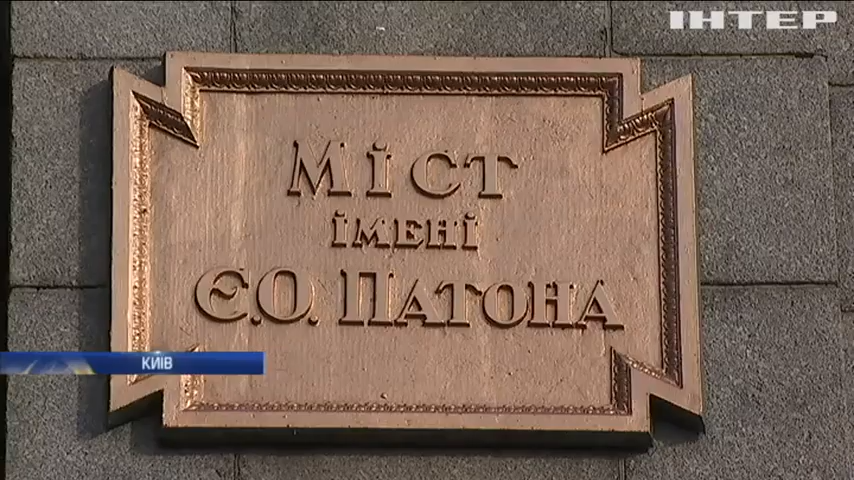 ІНТЕР
Міст
імені
Є.О. Патона
КИЇВ